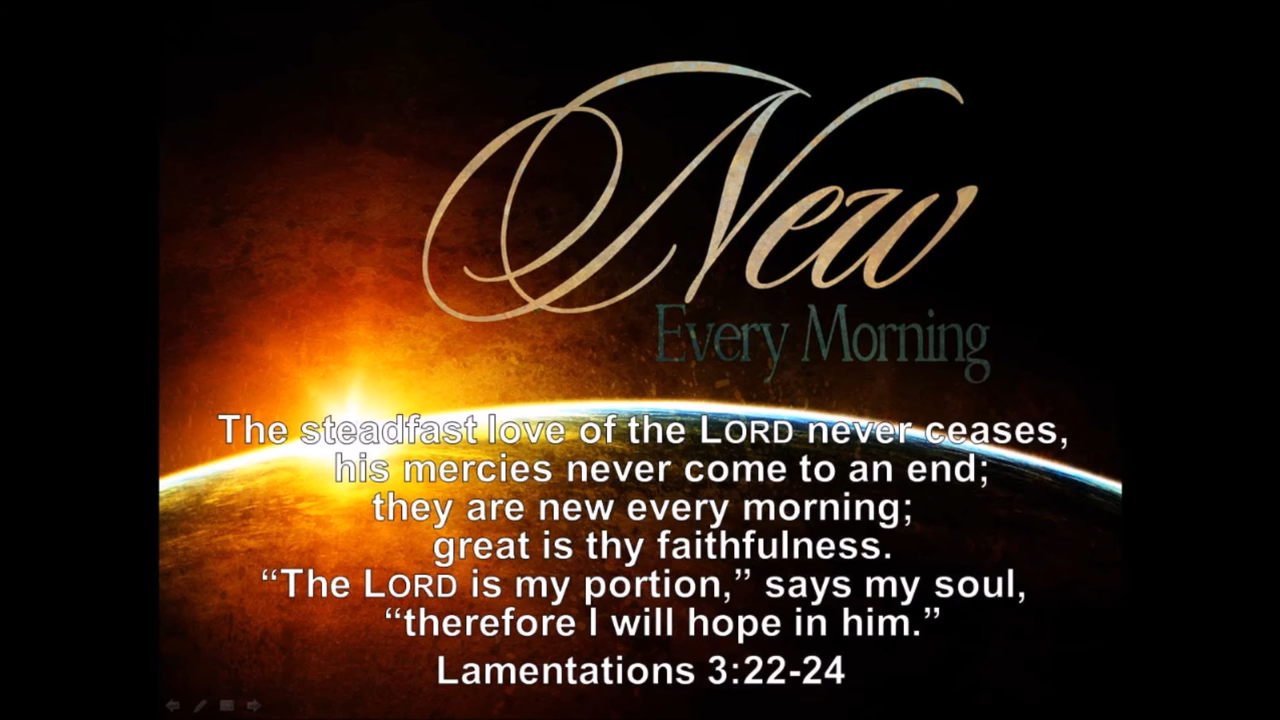 New
Every Morning
The steadfast love of the LORD never ceases,
his mercies never come to an end;
they are new every morning;
great is thy faithfulness.
“The LORD is my portion,” says my soul,
“therefore I will hope in him.”
Lamentations 3:22-24